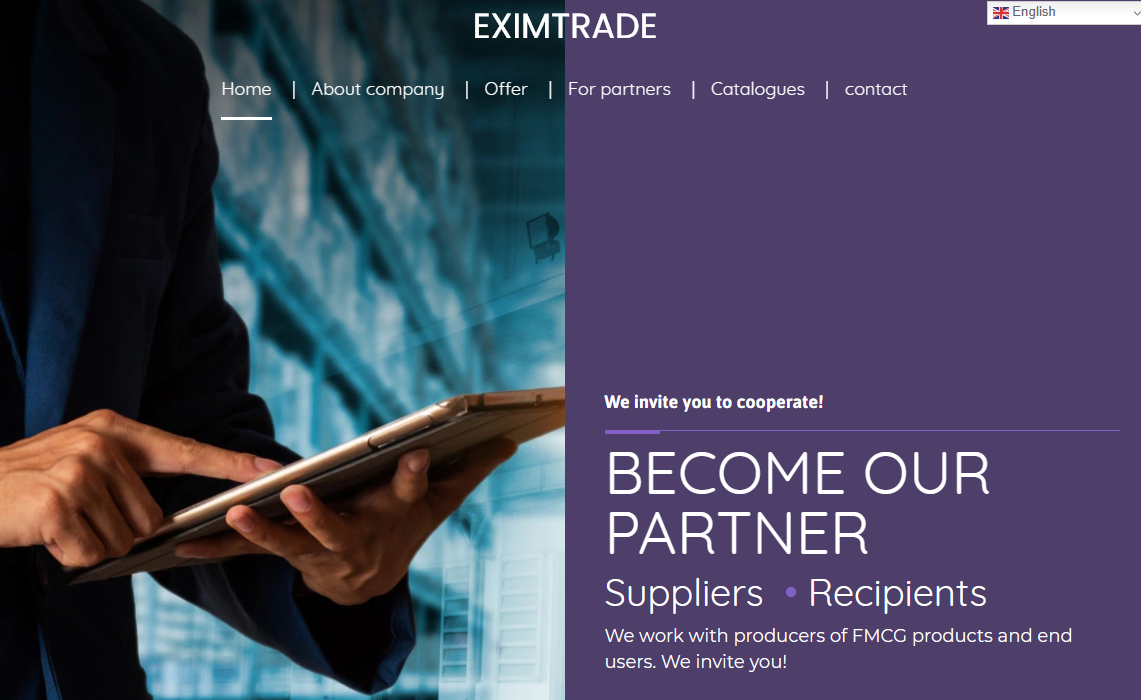 EXIMTRADE
English
Home | About company | Offer | For partners | Catalogues | contact
We invite you to cooperate!
BECOME OUR
PARTNER
Suppliers • Recipients
We work with producers of FMCG products and end
users. We invite you!